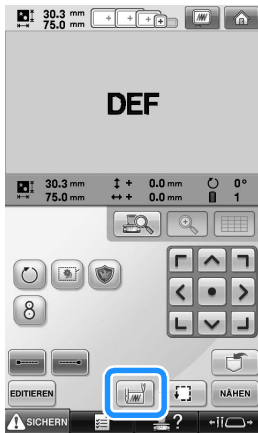 30.3 mm
75.0 mm
DEF
30.3 mm + 0.0 mm 0°
75.0 mm + 0.0 mm 1
8
EDITIEREN
NÄHEN
SICHERN
?